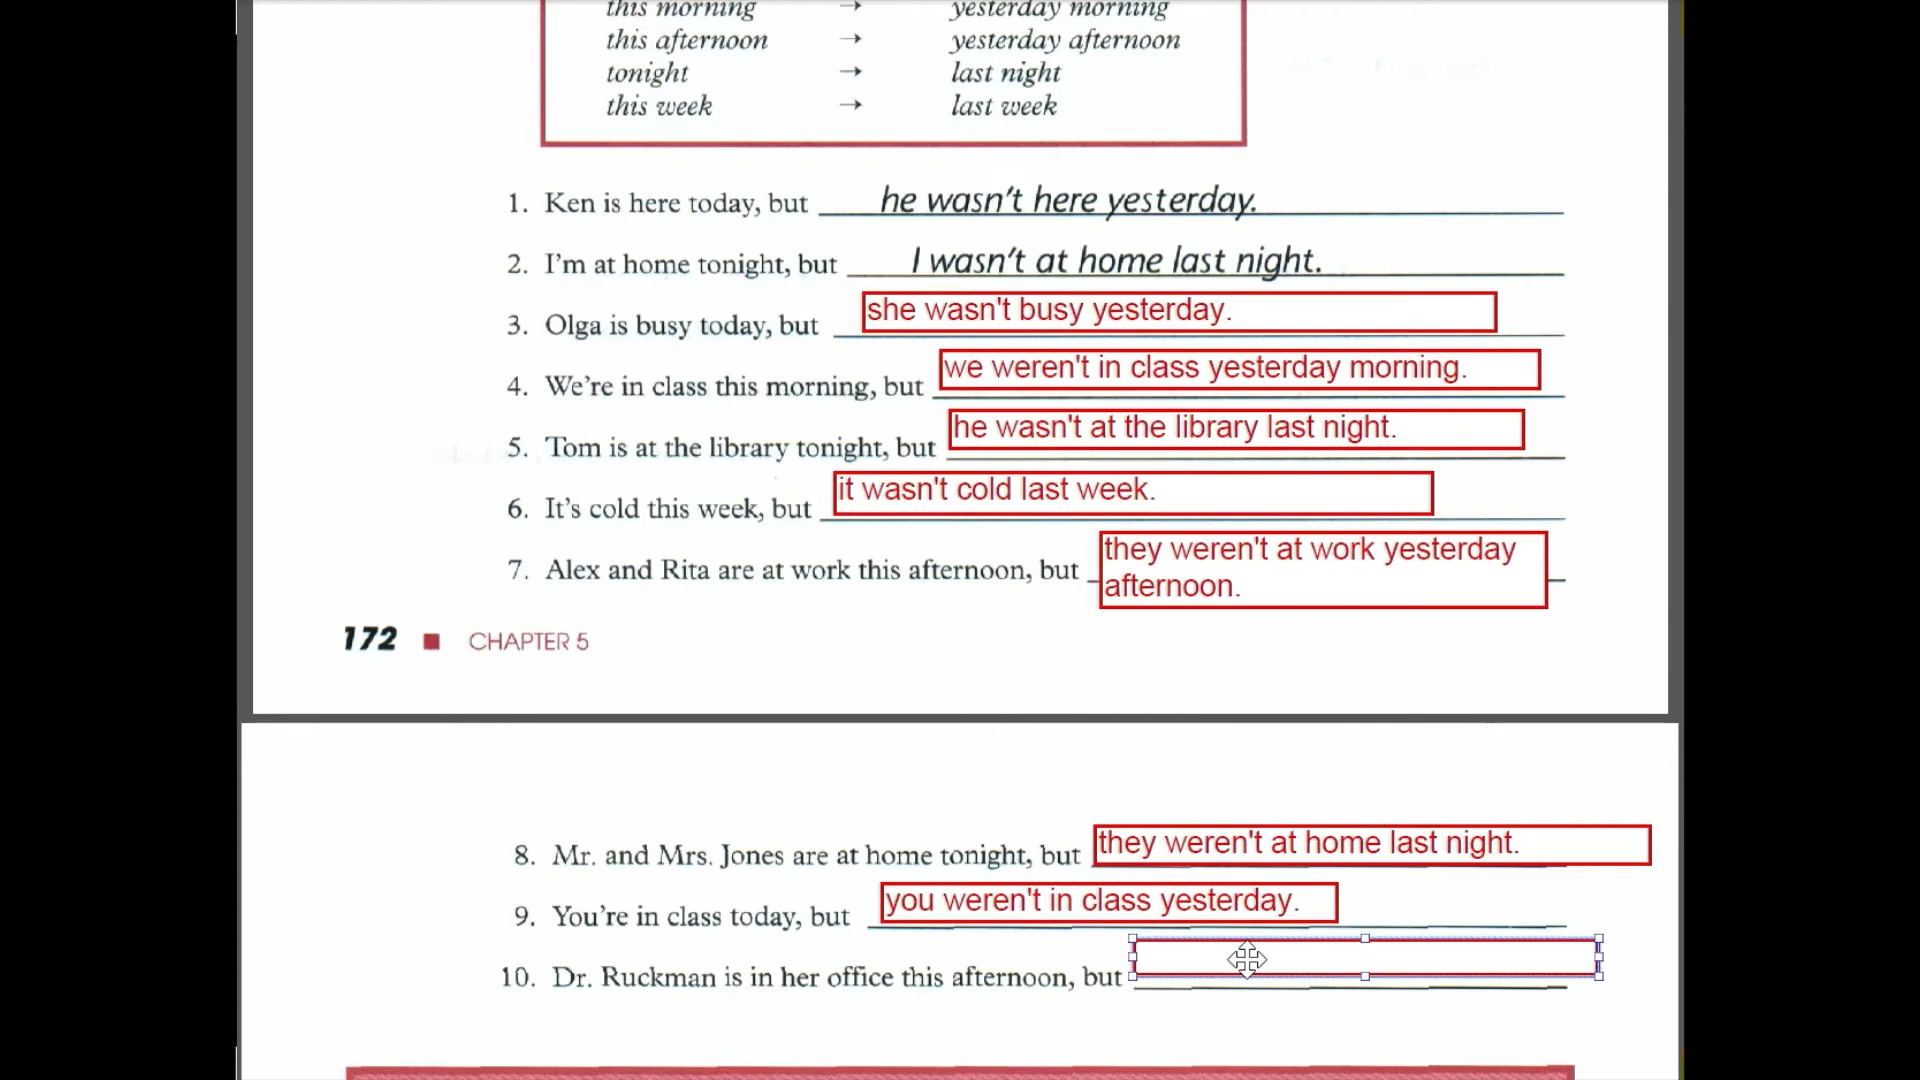 this morning → yesterday morning
this afternoon → yesterday afternoon
tonight → last night
this week → last week
1. Ken is here today, but he wasn't here yesterday.
2. I'm at home tonight, but I wasn't at home last night.
3. Olga is busy today, but she wasn't busy yesterday.
4. We're in class this morning, but we weren't in class yesterday morning.
5. Tom is at the library tonight, but he wasn't at the library last night.
6. It's cold this week, but it wasn't cold last week.
7. Alex and Rita are at work this afternoon, but they weren't at work yesterday
afternoon.
172 ■ CHAPTER 5
8. Mr. and Mrs. Jones are at home tonight, but they weren't at home last night.
9. You're in class today, but you weren't in class yesterday.
10. Dr. Ruckman is in her office this afternoon, but